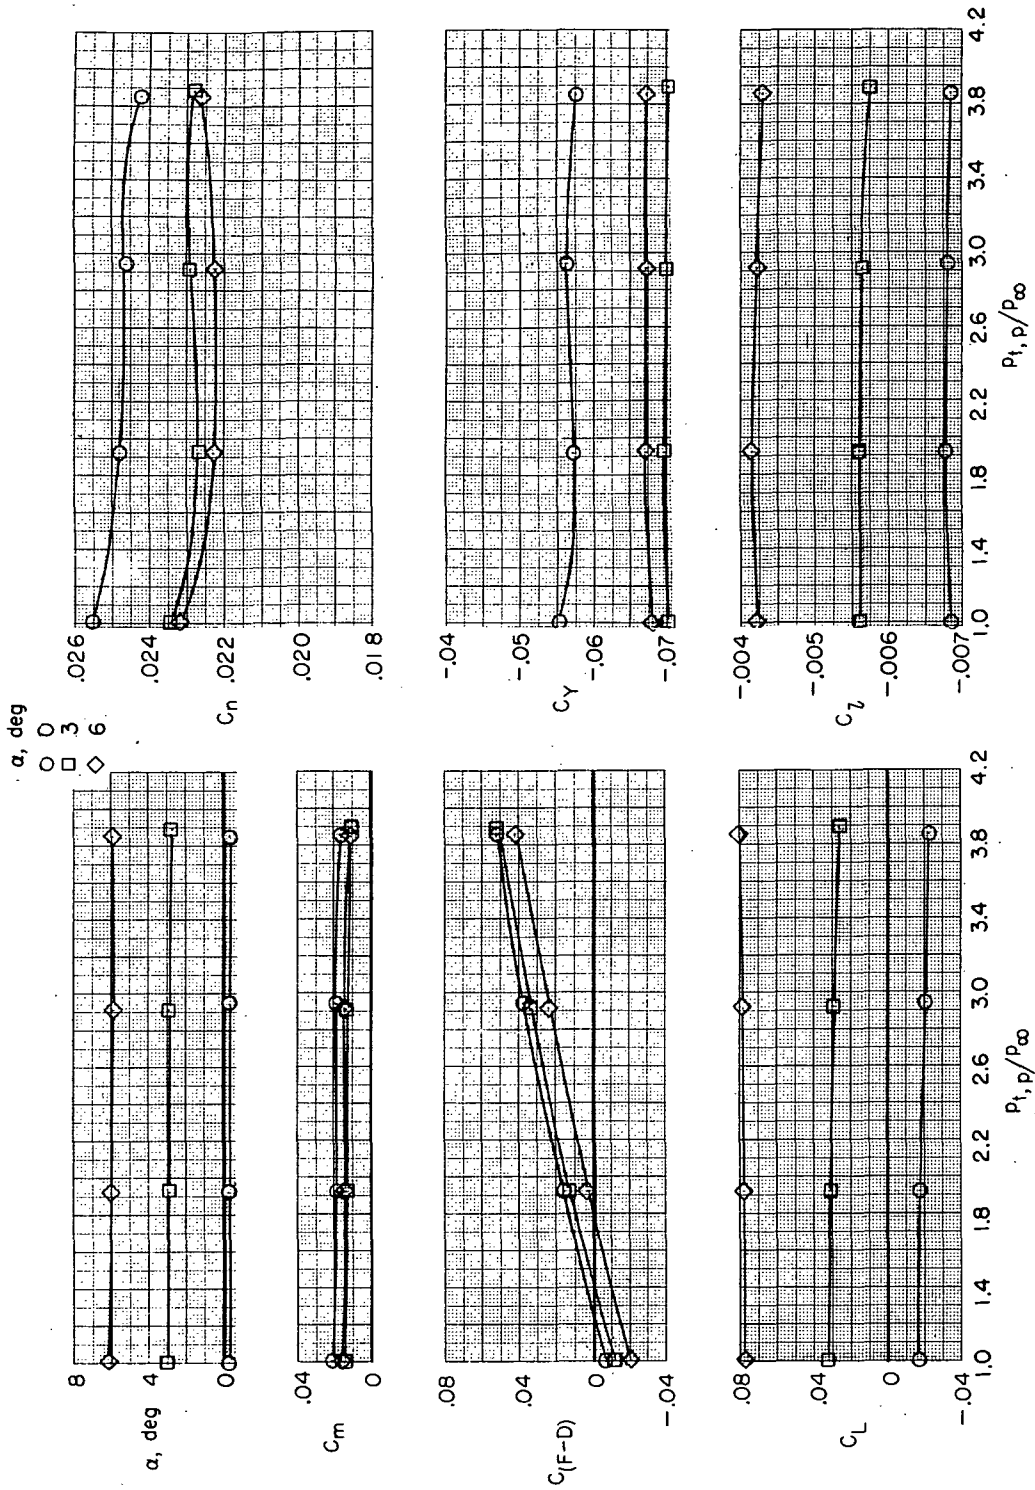 α, deg
○ 0
□ 3
◇ 6
8
4
0
α, deg
.04
0
Cm
.08
.04
0
-.04
C(F-D)
.08
.04
0
-.04
CL
1.0 1.4 1.8 2.2 2.6 3.0 3.4 3.8 4.2
pt,p/p∞
.026
.024
.022
.020
.018
Cn
-.04
-.05
-.06
-.07
CY
-.004
-.005
-.006
-.007
Cl
1.0 1.4 1.8 2.2 2.6 3.0 3.4 3.8 4.2
pt,p/p∞